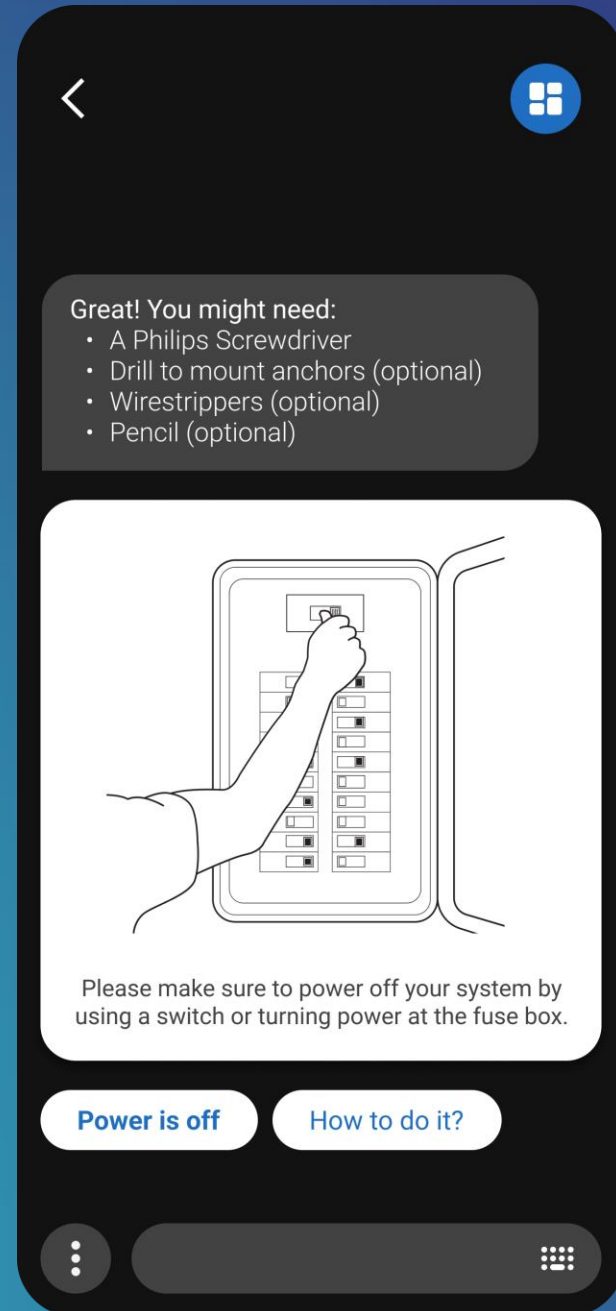 Great! You might need:
• A Philips Screwdriver
• Drill to mount anchors (optional)
• Wirestrippers (optional)
• Pencil (optional)
Please make sure to power off your system by
using a switch or turning power at the fuse box.
Power is off
How to do it?